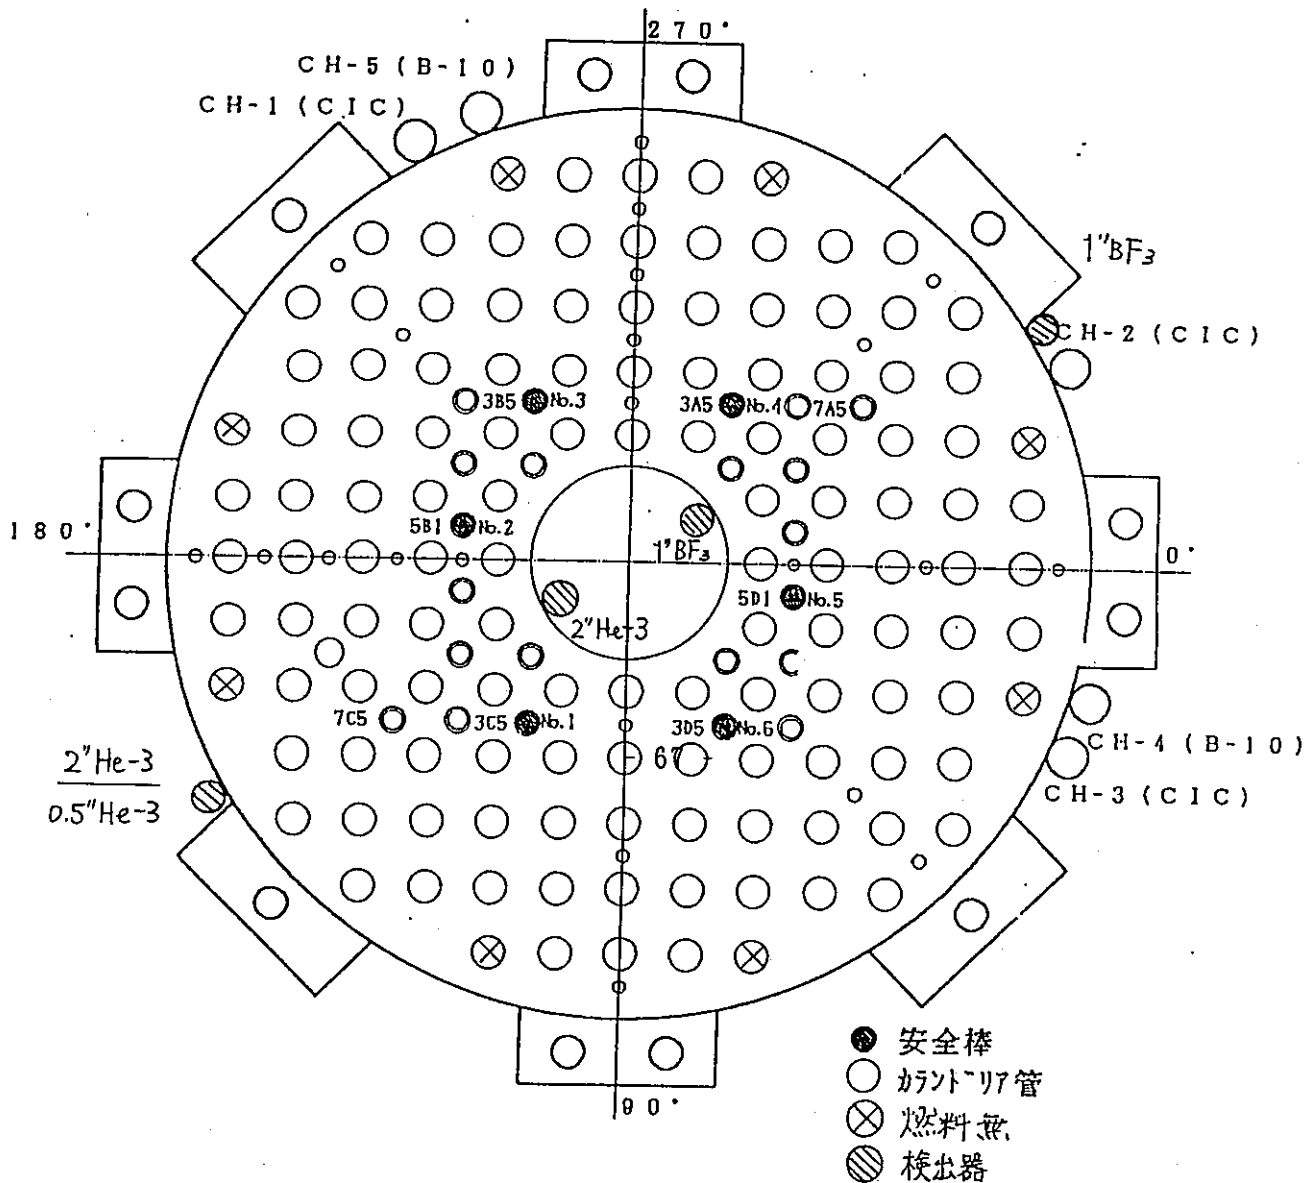 270°
CH-5 (B-10)
CH-1 (CIC)
1"BF₃
CH-2 (CIC)
3B5 No.3
3A5 No.4 7A5
5B1 No.2
180°
1"BF₃
0°
5D1 No.5
2"He-3
7C5 3C5 No.1
3D5 No.6
CH-4 (B-10)
2"He-3
67
0.5"He-3
CH-3 (CIC)
安全棒
カランドリア管
90°
燃料無
検出器